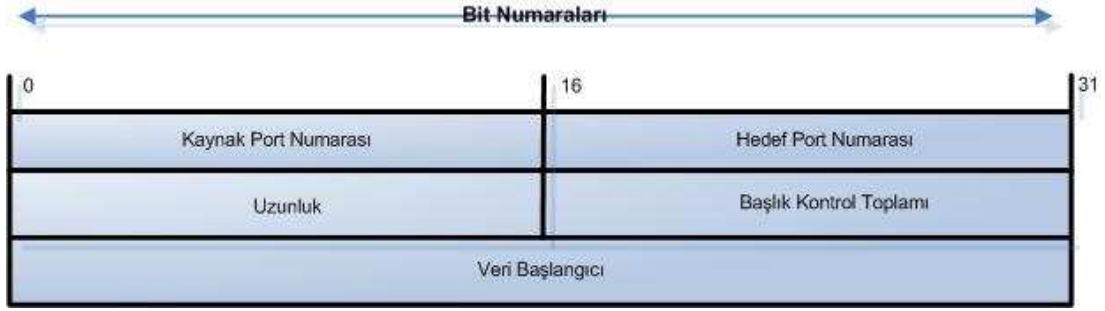 Bit Numaraları
0 16 31
Kaynak Port Numarası Hedef Port Numarası
Uzunluk Başlık Kontrol Toplamı
Veri Başlangıcı